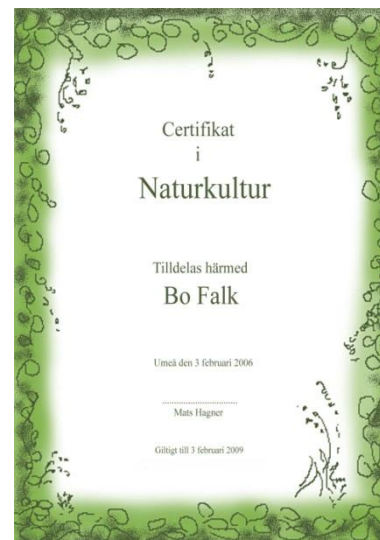 Certifikat
i
Naturkultur
Tilldelas härmed
Bo Falk
Umeå den 3 februari 2006
................................
Mats Hagner
Giltigt till 3 februari 2009